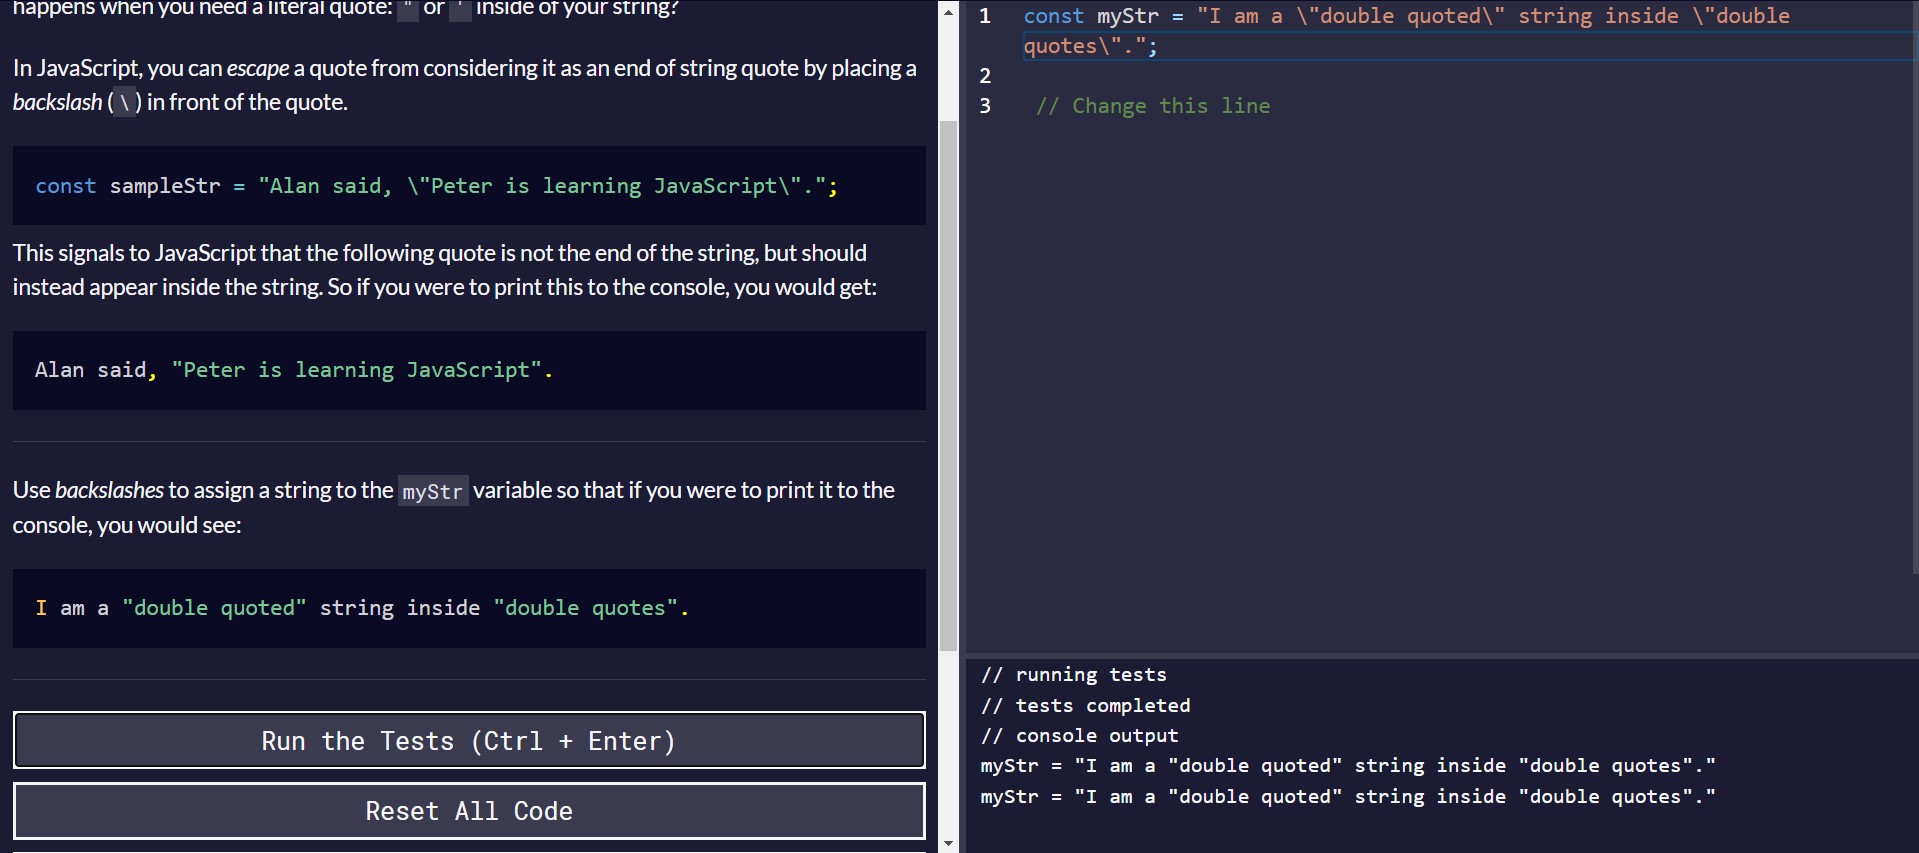 happens when you need a literal quote: " or ' inside of your string?
In JavaScript, you can escape a quote from considering it as an end of string quote by placing a
backslash ( \ ) in front of the quote.
const sampleStr = "Alan said, \"Peter is learning JavaScript\".";
This signals to JavaScript that the following quote is not the end of the string, but should
instead appear inside the string. So if you were to print this to the console, you would get:
Alan said, "Peter is learning JavaScript".
Use backslashes to assign a string to the myStr variable so that if you were to print it to the
console, you would see:
I am a "double quoted" string inside "double quotes".
Run the Tests (Ctrl + Enter)
Reset All Code
1 const myStr = "I am a \"double quoted\" string inside \"double
quotes\".";
2
3 // Change this line
// running tests
// tests completed
// console output
myStr = "I am a "double quoted" string inside "double quotes"."
myStr = "I am a "double quoted" string inside "double quotes"."